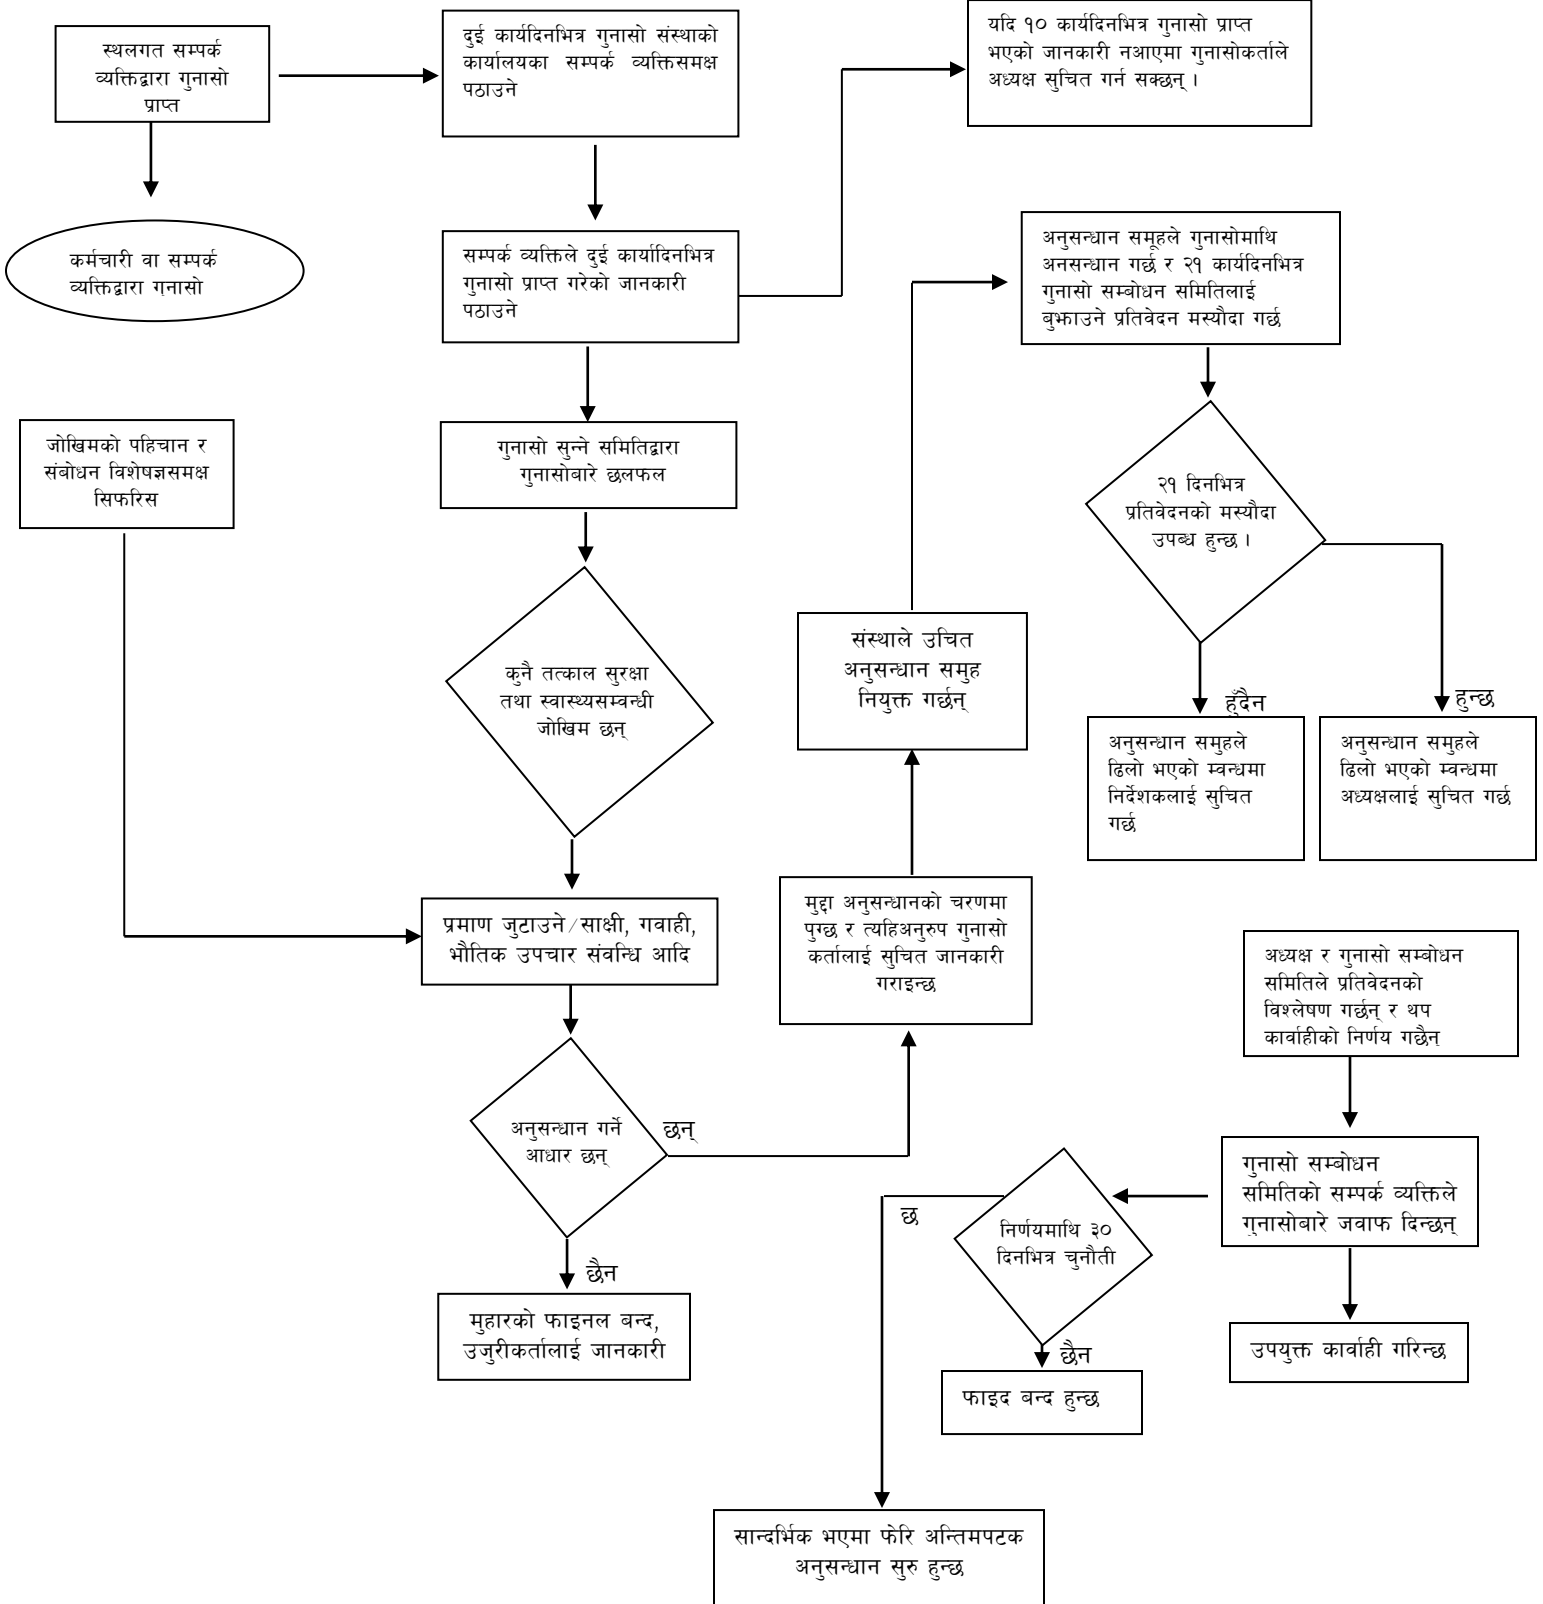 स्थलगत सम्पर्क
व्यक्तिद्वारा गुनासो
प्राप्त
दुई कार्यदिनभित्र गुनासो संस्थाको
कार्यालयका सम्पर्क व्यक्तिसमक्ष
पठाउने
यदि १० कार्यदिनभित्र गुनासो प्राप्त
भएको जानकारी नआएमा गुनासोकर्ताले
अध्यक्ष सुचित गर्न सक्छन् ।
कर्मचारी वा सम्पर्क
व्यक्तिद्वारा गुनासो
सम्पर्क व्यक्तिले दुई कार्यादिनभित्र
गुनासो प्राप्त गरेको जानकारी
पठाउने
अनुसन्धान समूहले गुनासोमाथि
अनसन्धान गर्छ र २१ कार्यदिनभित्र
गुनासो सम्बोधन समितिलाई
बुझाउने प्रतिवेदन मस्यौदा गर्छ
जोखिमको पहिचान र
संबोधन विशेषज्ञसमक्ष
सिफरिस
गुनासो सुन्ने समितिद्वारा
गुनासोबारे छलफल
२१ दिनभित्र
प्रतिवेदनको मस्यौदा
उपब्ध हुन्छ ।
कुनै तत्काल सुरक्षा
तथा स्वास्थ्यसम्वन्धी
जोखिम छन्
संस्थाले उचित
अनुसन्धान समुह
नियुक्त गर्छन्
हुँदैन
हुन्छ
अनुसन्धान समुहले
ढिलो भएको म्वन्धमा
निर्देशकलाई सुचित
गर्छ
अनुसन्धान समुहले
ढिलो भएको म्वन्धमा
अध्यक्षलाई सुचित गर्छ
प्रमाण जुटाउने/साक्षी, गवाही,
भौतिक उपचार संवन्धि आदि
मुद्दा अनुसन्धानको चरणमा
पुग्छ र त्यहिअनुरुप गुनासो
कर्तालाई सुचित जानकारी
गराइन्छ
अध्यक्ष र गुनासो सम्बोधन
समितिले प्रतिवेदनको
विश्लेषण गर्छन् र थप
कार्वाहीको निर्णय गछैन्
अनुसन्धान गर्ने
आधार छन्
छन्
गुनासो सम्बोधन
समितिको सम्पर्क व्यक्तिले
गुनासोबारे जवाफ दिन्छन्
छ
निर्णयमाथि ३०
दिनभित्र चुनौती
छैन
मुहारको फाइनल बन्द,
उजुरीकर्तालाई जानकारी
छैन
फाइद बन्द हुन्छ
उपयुक्त कार्वाही गरिन्छ
सान्दर्भिक भएमा फेरि अन्तिमपटक
अनुसन्धान सुरु हुन्छ